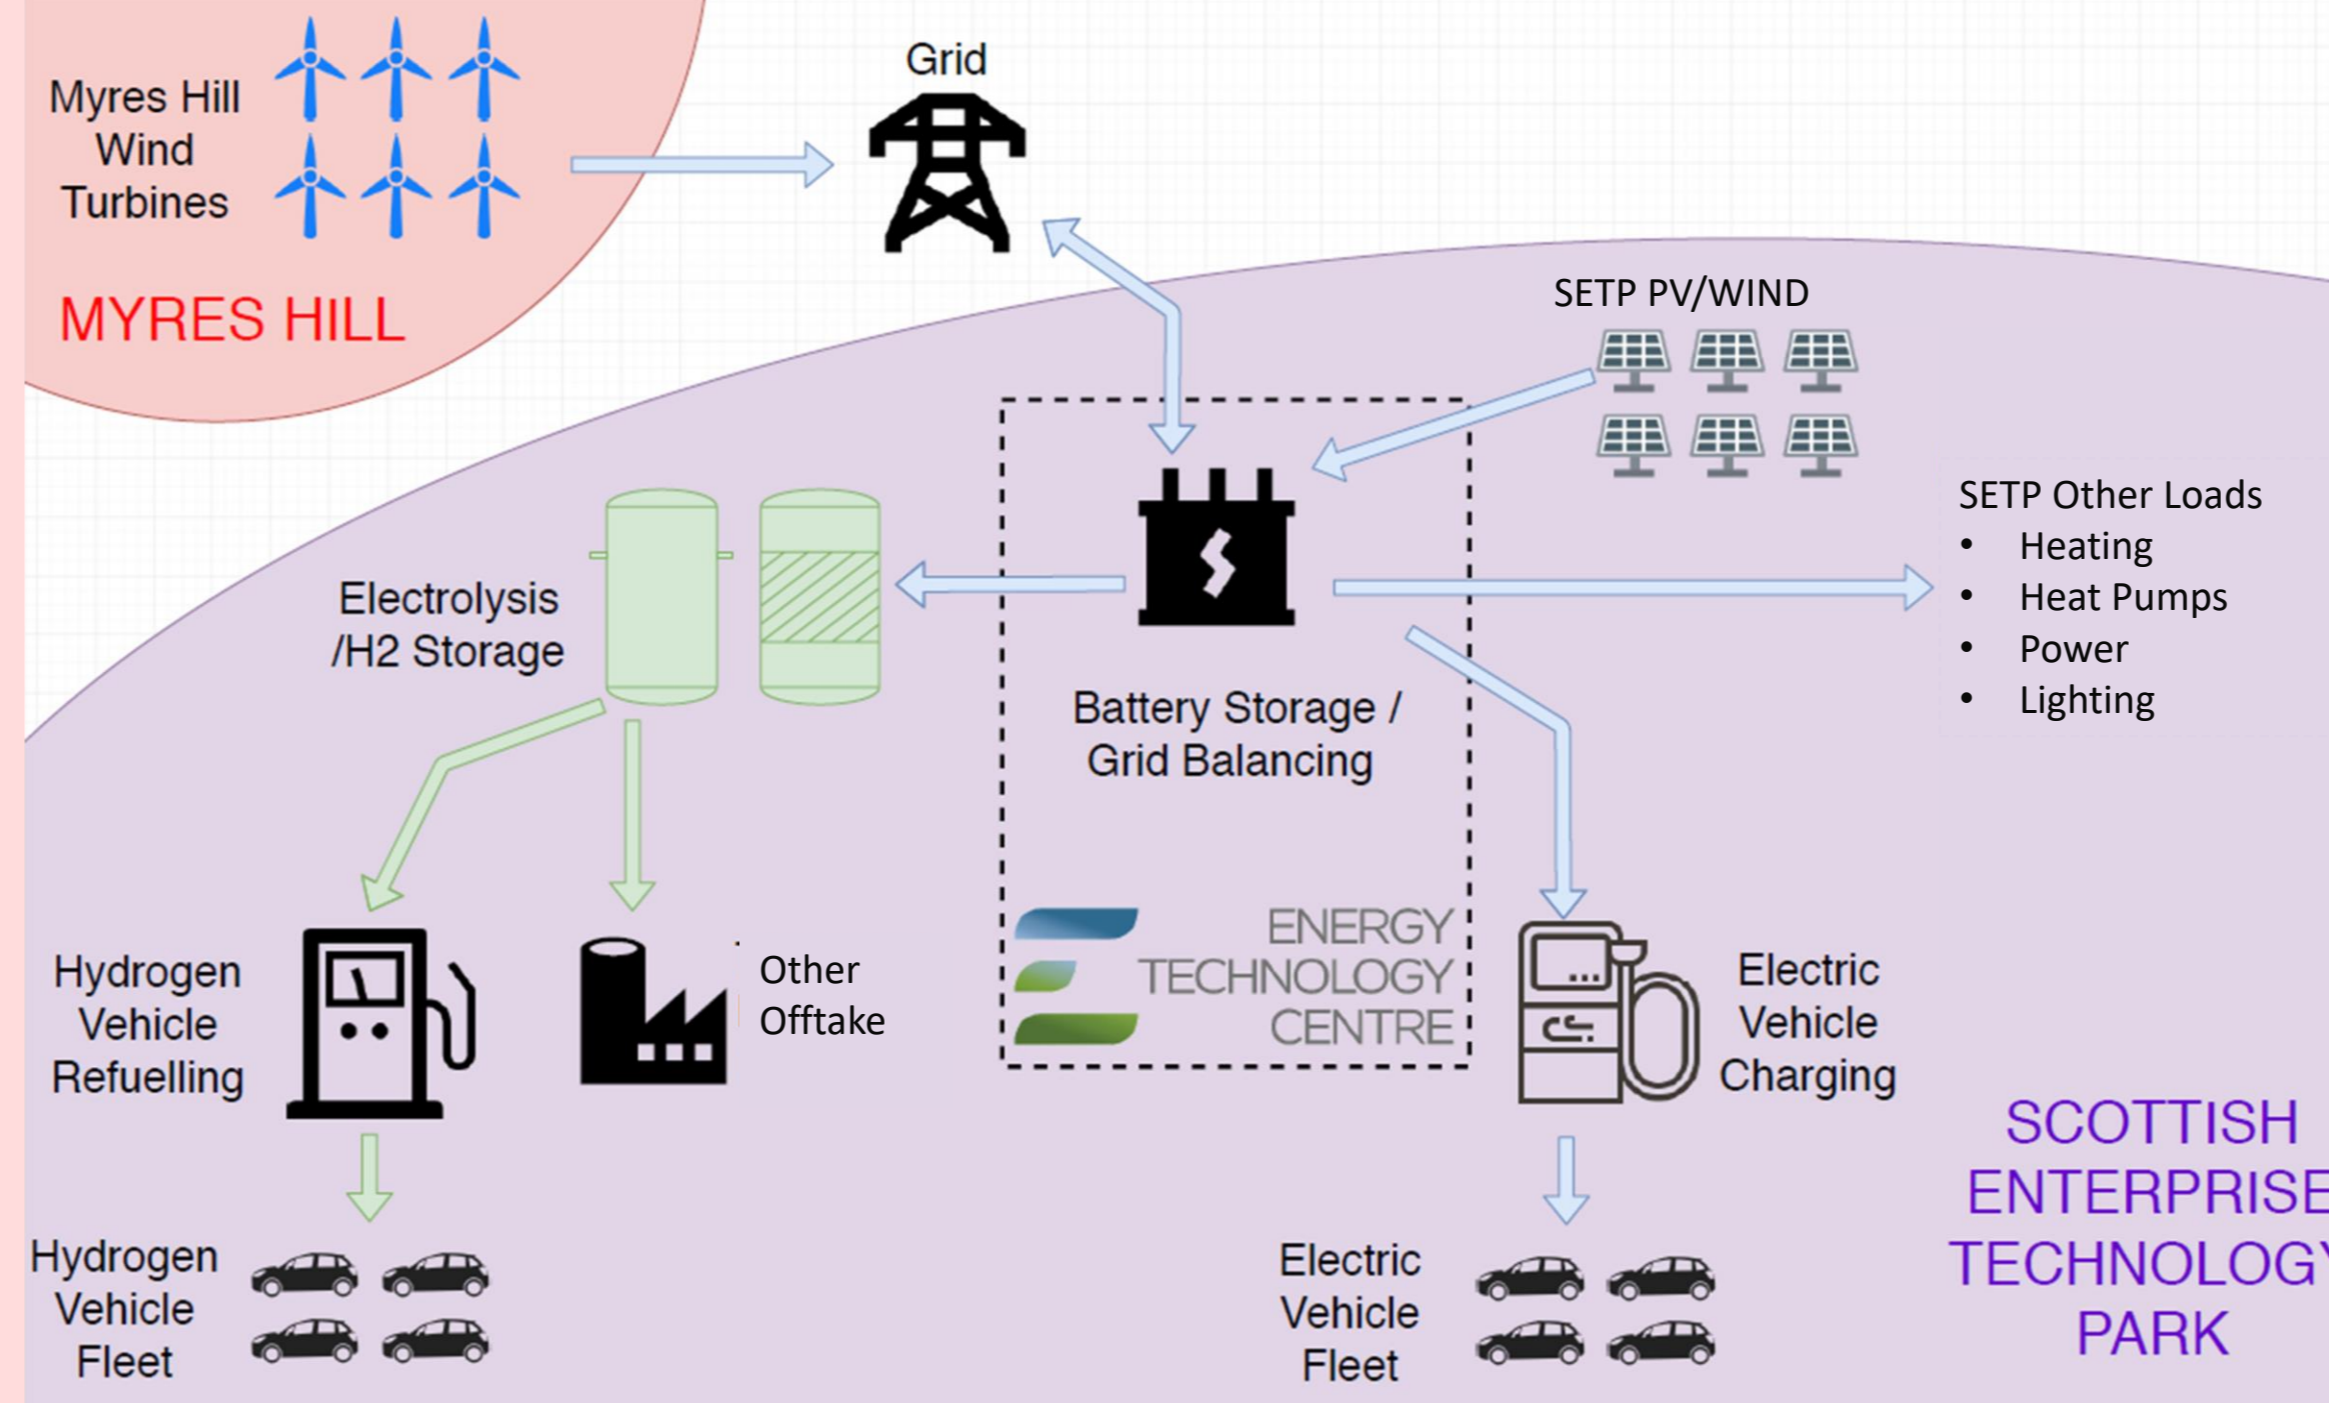 Grid
Myres Hill
Wind
Turbines
MYRES HILL
SETP PV/WIND
SETP Other Loads
• Heating
• Heat Pumps
• Power
• Lighting
Electrolysis
/H2 Storage
Battery Storage /
Grid Balancing
ENERGY
TECHNOLOGY
CENTRE
Hydrogen
Vehicle
Refuelling
Other
Offtake
Electric
Vehicle
Charging
SCOTTISH
ENTERPRISE
TECHNOLOGY
PARK
Hydrogen
Vehicle
Fleet
Electric
Vehicle
Fleet